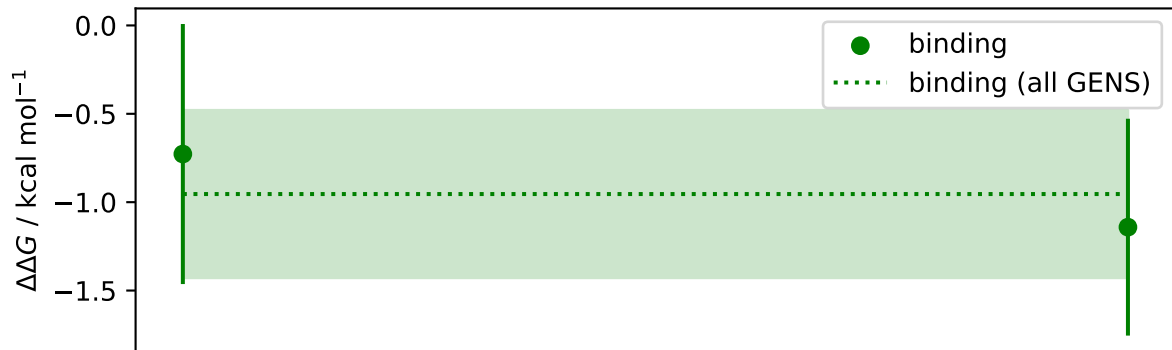 0.0
−0.5
−1.0
−1.5
ΔΔG / kcal mol⁻¹
binding
binding (all GENS)